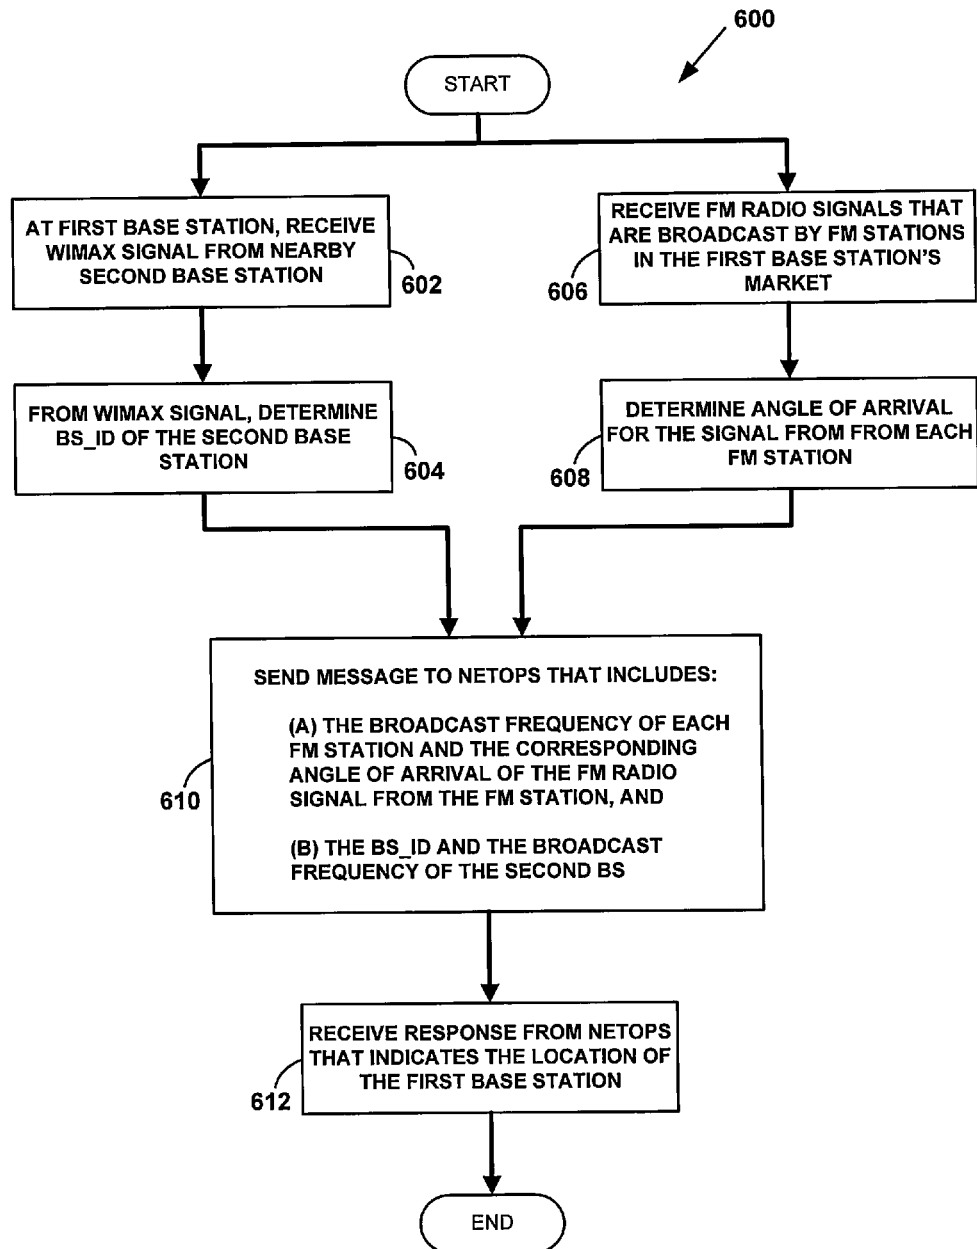 600
START
AT FIRST BASE STATION, RECEIVE
WIMAX SIGNAL FROM NEARBY
SECOND BASE STATION
602
RECEIVE FM RADIO SIGNALS THAT
ARE BROADCAST BY FM STATIONS
IN THE FIRST BASE STATION'S
MARKET
606
FROM WIMAX SIGNAL, DETERMINE
BS_ID OF THE SECOND BASE
STATION
604
DETERMINE ANGLE OF ARRIVAL
FOR THE SIGNAL FROM FROM EACH
FM STATION
608
SEND MESSAGE TO NETOPS THAT INCLUDES:
(A) THE BROADCAST FREQUENCY OF EACH
FM STATION AND THE CORRESPONDING
ANGLE OF ARRIVAL OF THE FM RADIO
SIGNAL FROM THE FM STATION, AND
(B) THE BS_ID AND THE BROADCAST
FREQUENCY OF THE SECOND BS
610
RECEIVE RESPONSE FROM NETOPS
THAT INDICATES THE LOCATION OF
THE FIRST BASE STATION
612
END